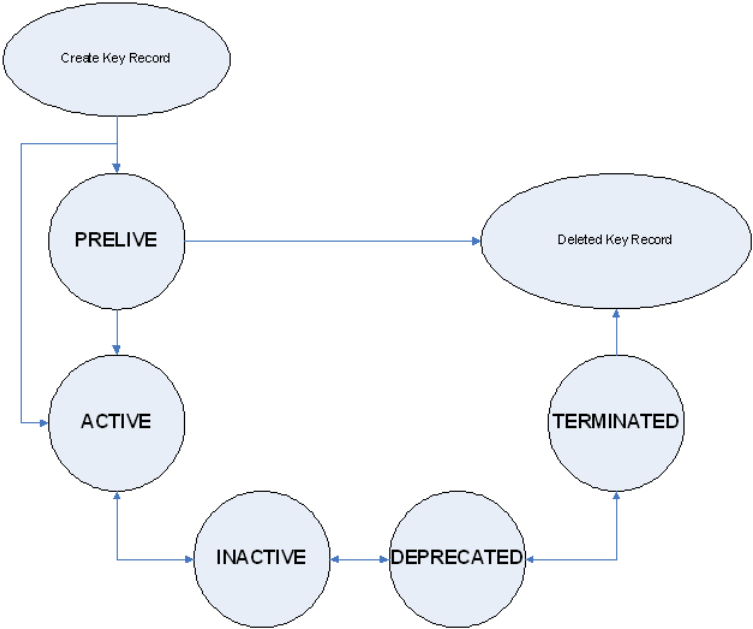 Create Key Record
PRELIVE
Deleted Key Record
ACTIVE
TERMINATED
INACTIVE
DEPRECATED